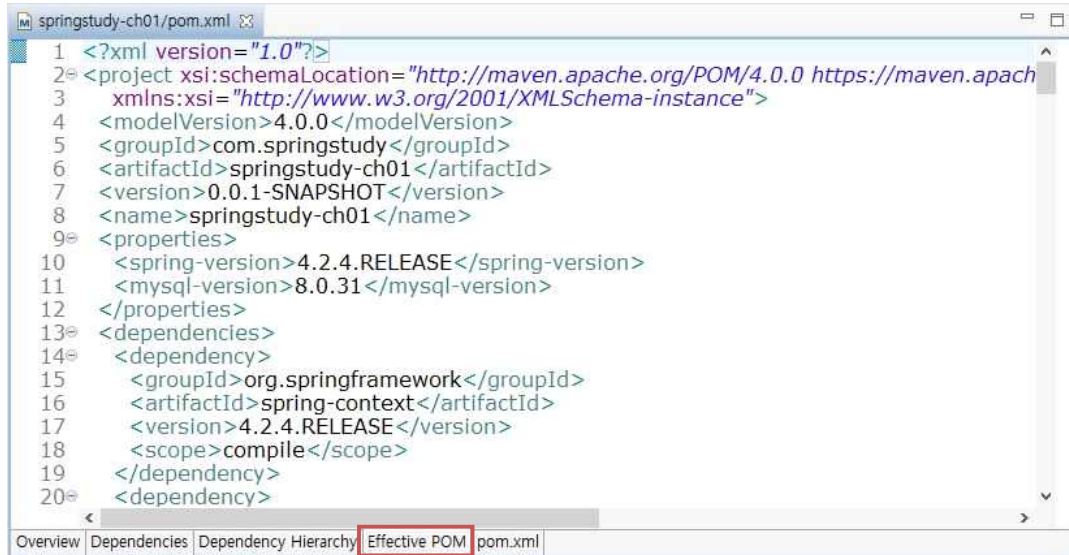 springstudy-ch01/pom.xml
1 <?xml version="1.0"?>
2 <project xsi:schemaLocation="http://maven.apache.org/POM/4.0.0 https://maven.apach
3 xmlns:xsi="http://www.w3.org/2001/XMLSchema-instance">
4 <modelVersion>4.0.0</modelVersion>
5 <groupId>com.springstudy</groupId>
6 <artifactId>springstudy-ch01</artifactId>
7 <version>0.0.1-SNAPSHOT</version>
8 <name>springstudy-ch01</name>
9 <properties>
10 <spring-version>4.2.4.RELEASE</spring-version>
11 <mysql-version>8.0.31</mysql-version>
12 </properties>
13 <dependencies>
14 <dependency>
15 <groupId>org.springframework</groupId>
16 <artifactId>spring-context</artifactId>
17 <version>4.2.4.RELEASE</version>
18 <scope>compile</scope>
19 </dependency>
20 <dependency>
Overview Dependencies Dependency Hierarchy Effective POM pom.xml